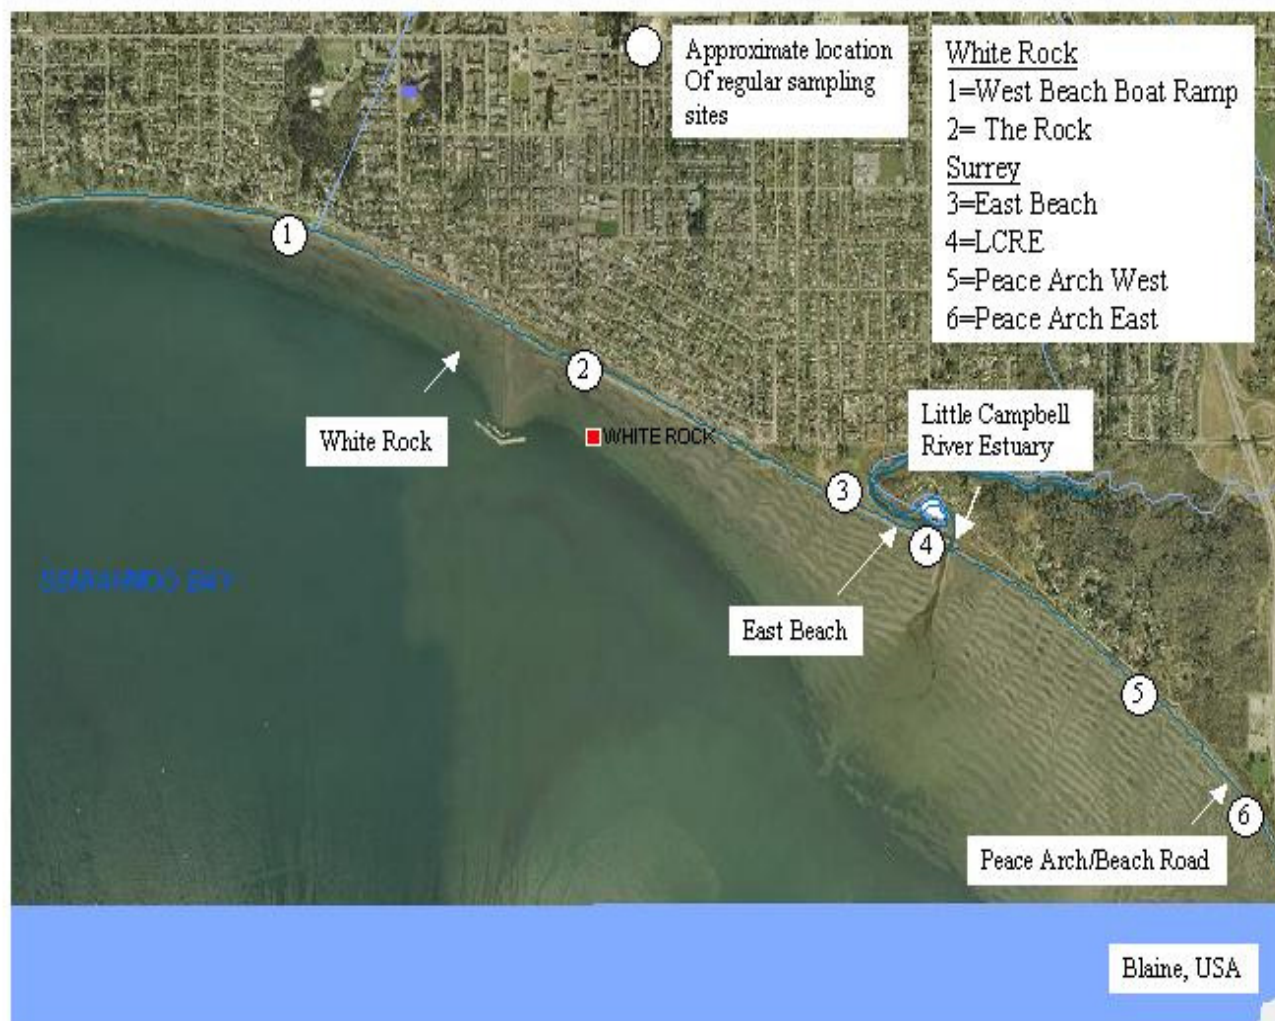 Approximate location
Of regular sampling
sites
White Rock
1=West Beach Boat Ramp
2= The Rock
Surrey
3=East Beach
4=LCRE
5=Peace Arch West
6=Peace Arch East
1
2
White Rock
WHITE ROCK
Little Campbell
River Estuary
3
4
BAY
East Beach
5
6
Peace Arch/Beach Road
Blaine, USA